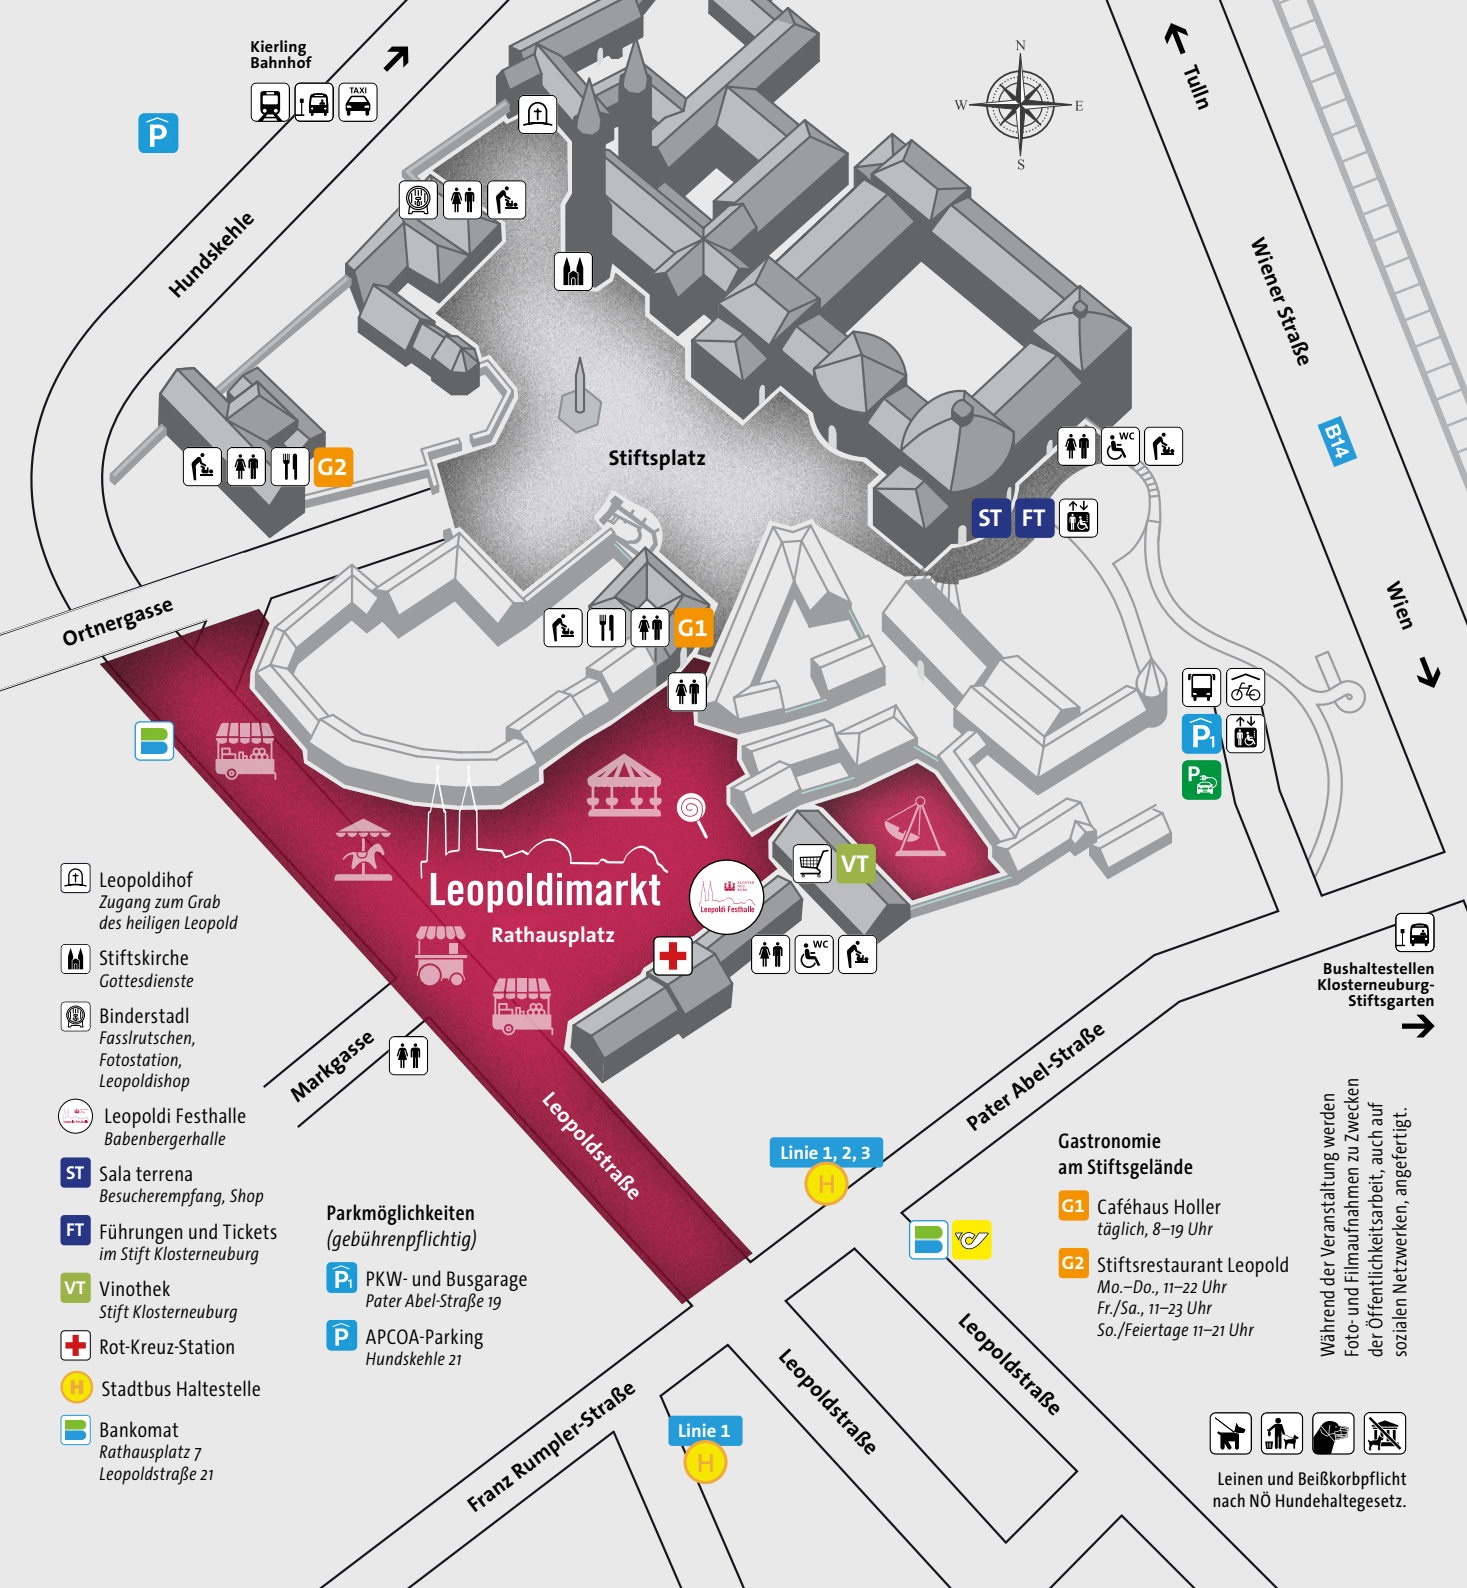 Kierling
Bahnhof
TAXI
P
Hundskehle
N
W
E
S
Tulln
Wiener Straße
B14
Wien
Stiftsplatz
G2
WC
ST
FT
Ortnergasse
G1
P1
P
VT
Leopoldimarkt
Rathausplatz
KLOSTER
NEU
BURG
Leopoldi Festhalle
WC
Bushaltestellen
Klosterneuburg-
Stiftsgarten
Markgasse
Leopoldstraße
Pater Abel-Straße
Linie 1, 2, 3
H
Leopoldstraße
Leopoldstraße
Franz Rumpler-Straße
Linie 1
H
Leopoldihof
Zugang zum Grab
des heiligen Leopold
Stiftskirche
Gottesdienste
Binderstadl
Fasslrutschen,
Fotostation,
Leopoldishop
Leopoldi Festhalle
Babenbergerhalle
ST Sala terrena
Besucherempfang, Shop
FT Führungen und Tickets
im Stift Klosterneuburg
VT Vinothek
Stift Klosterneuburg
Rot-Kreuz-Station
H Stadtbus Haltestelle
Bankomat
Rathausplatz 7
Leopoldstraße 21
Parkmöglichkeiten
(gebührenpflichtig)
P1 PKW- und Busgarage
Pater Abel-Straße 19
P APCOA-Parking
Hundskehle 21
Gastronomie
am Stiftsgelände
G1 Caféhaus Holler
täglich, 8–19 Uhr
G2 Stiftsrestaurant Leopold
Mo.–Do., 11–22 Uhr
Fr./Sa., 11–23 Uhr
So./Feiertage 11–21 Uhr
Während der Veranstaltung werden
Foto- und Filmaufnahmen zu Zwecken
der Öffentlichkeitsarbeit, auch auf
sozialen Netzwerken, angefertigt.
Leinen und Beißkorbpflicht
nach NÖ Hundehaltegesetz.